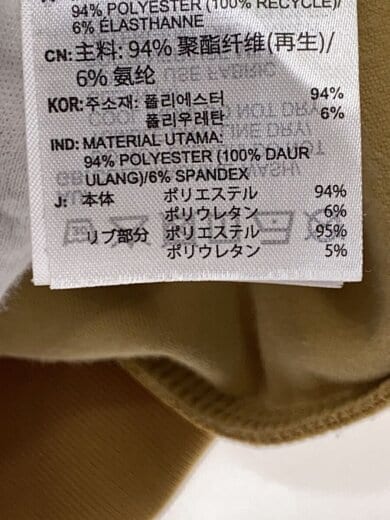 94% POLYESTER (100% RECYCLE)/
6% ÉLASTHANNE
CN: 主料: 94% 聚酯纤维(再生)/
6% 氨纶
KOR: 주소재: 폴리에스터 94%
폴리우레탄 6%
IND: MATERIAL UTAMA:
94% POLYESTER (100% DAUR
ULANG)/6% SPANDEX
J: 本体 ポリエステル 94%
ポリウレタン 6%
リブ部分 ポリエステル 95%
ポリウレタン 5%